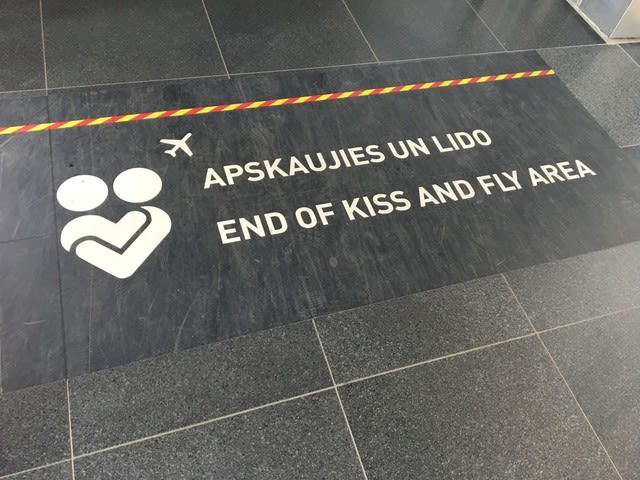 APSKAUJIES UN LIDO
END OF KISS AND FLY AREA